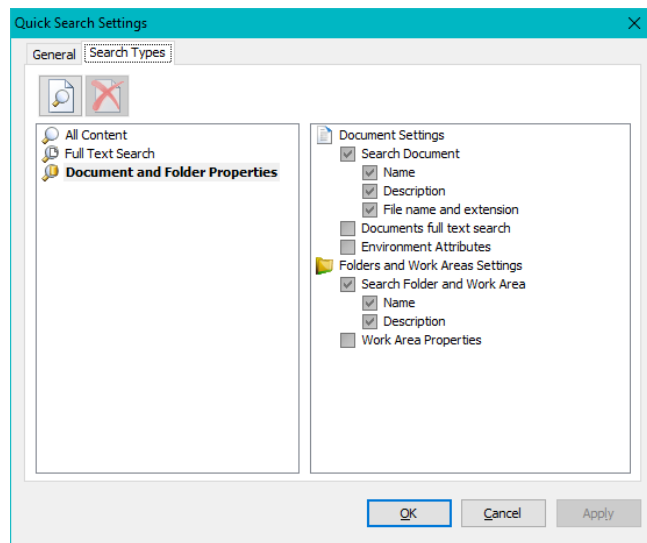 Quick Search Settings
General
Search Types
All Content
Full Text Search
Document and Folder Properties
Document Settings
Search Document
Name
Description
File name and extension
Documents full text search
Environment Attributes
Folders and Work Areas Settings
Search Folder and Work Area
Name
Description
Work Area Properties
OK
Cancel
Apply